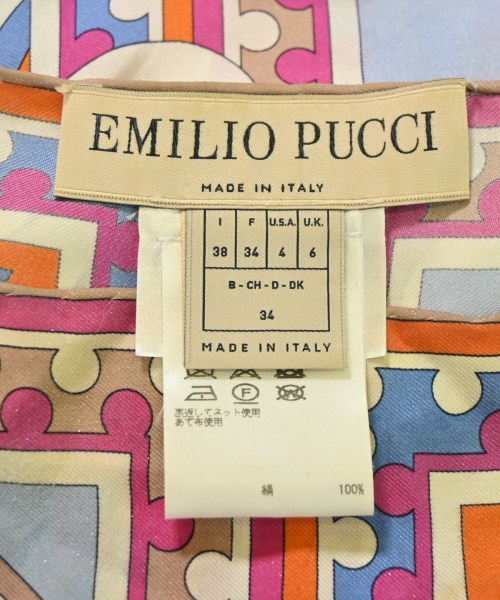 EMILIO PUCCI
MADE IN ITALY
I F U.S.A. U.K.
38 34 4 6
B - CH - D - DK
34
MADE IN ITALY
F
裏返してネット使用
あて布使用
絹 100%